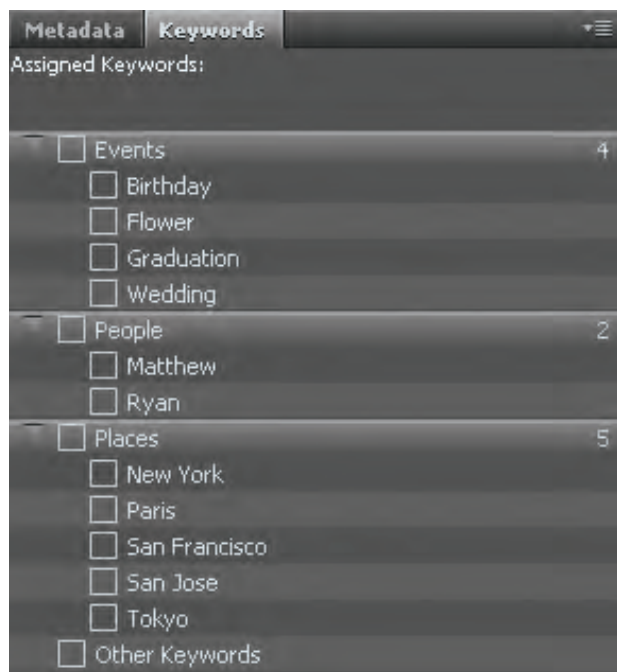 Metadata Keywords
Assigned Keywords:
Events 4
Birthday
Flower
Graduation
Wedding
People 2
Matthew
Ryan
Places 5
New York
Paris
San Francisco
San Jose
Tokyo
Other Keywords